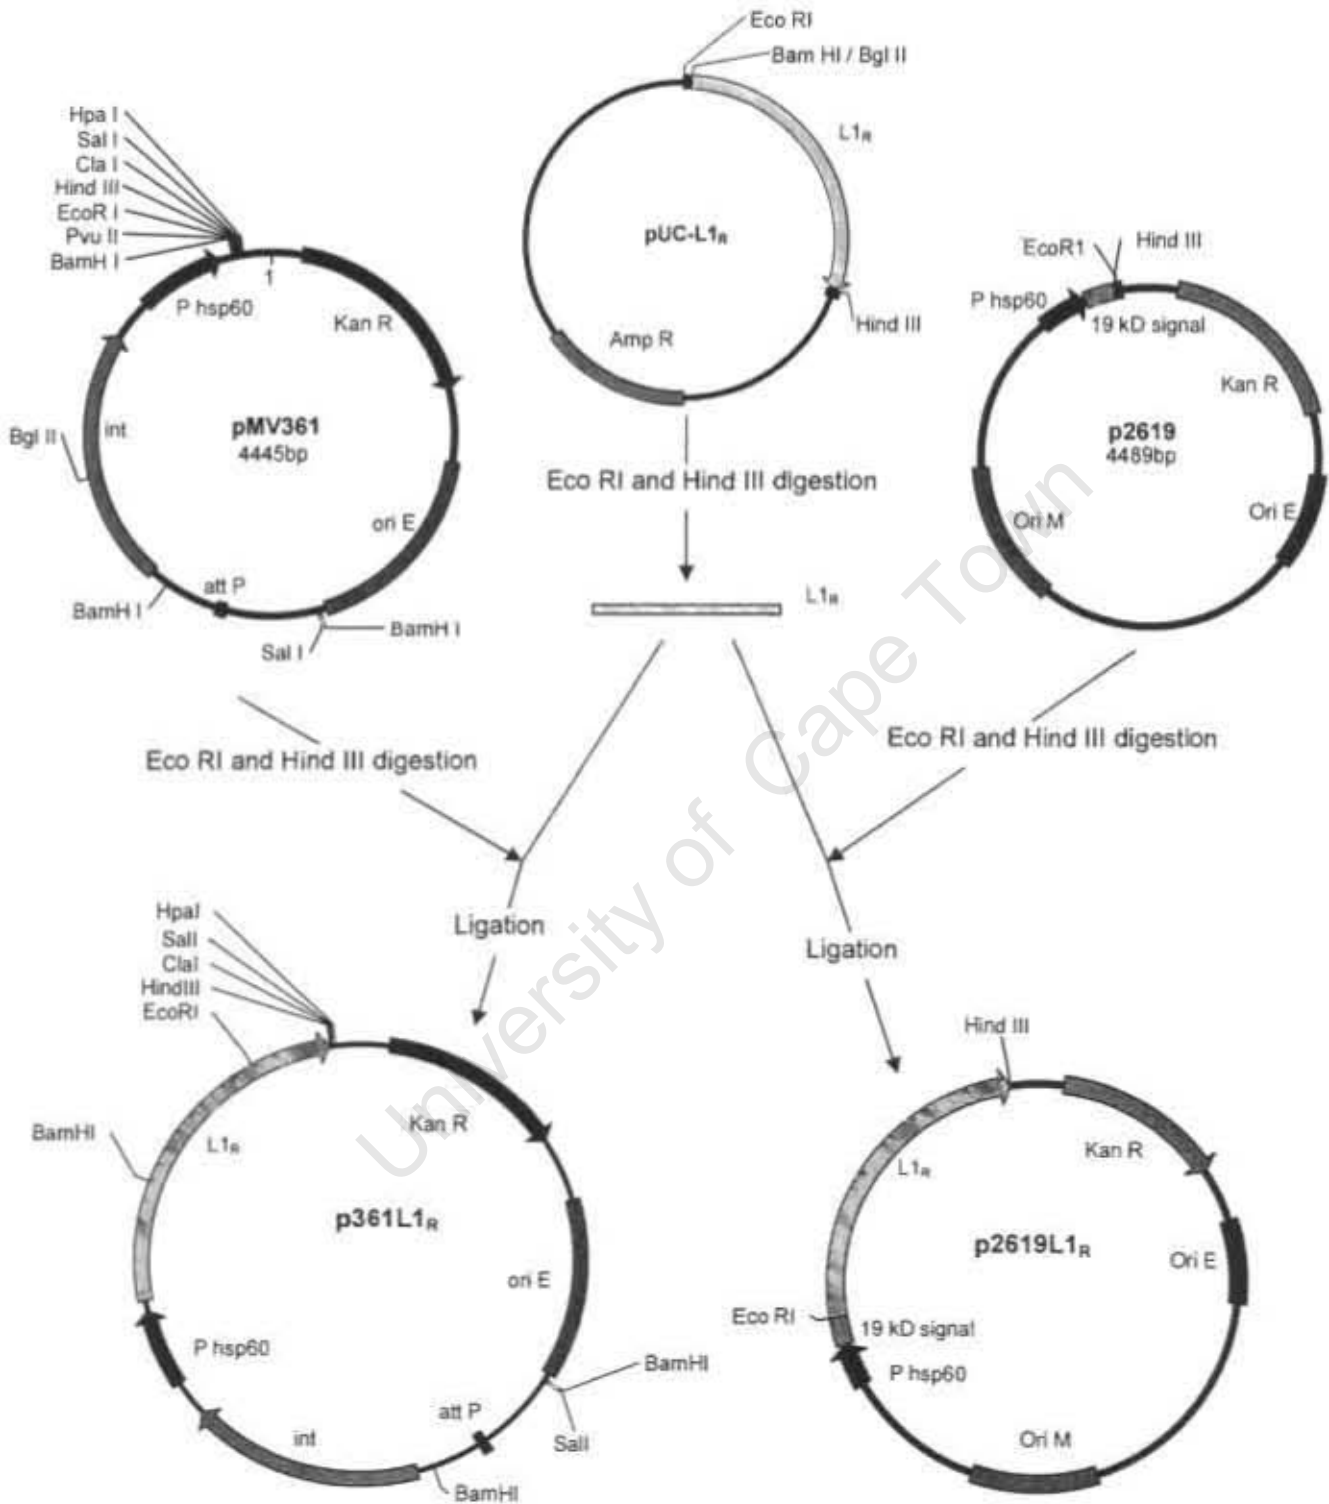 Eco RI
Bam HI / Bgl II
L1R
pUC-L1R
Hind III
Amp R
Hpa I
Sal I
Cla I
Hind III
EcoR I
Pvu II
BamH I
1
P hsp60
Kan R
pMV361
4445bp
Bgl II
int
ori E
att P
BamH I
BamH I
Sal I
EcoR1
Hind III
P hsp60
19 kD signal
Kan R
p2619
4489bp
Ori M
Ori E
Eco RI and Hind III digestion
L1R
Eco RI and Hind III digestion
Eco RI and Hind III digestion
Ligation
Ligation
HpaI
SalI
ClaI
HindIII
EcoRI
BamHI
L1R
Kan R
p361L1R
ori E
P hsp60
BamHI
att P
SalI
int
BamHI
Hind III
Kan R
L1R
p2619L1R
Ori E
Eco RI
19 kD signal
P hsp60
Ori M
University of Cape Town